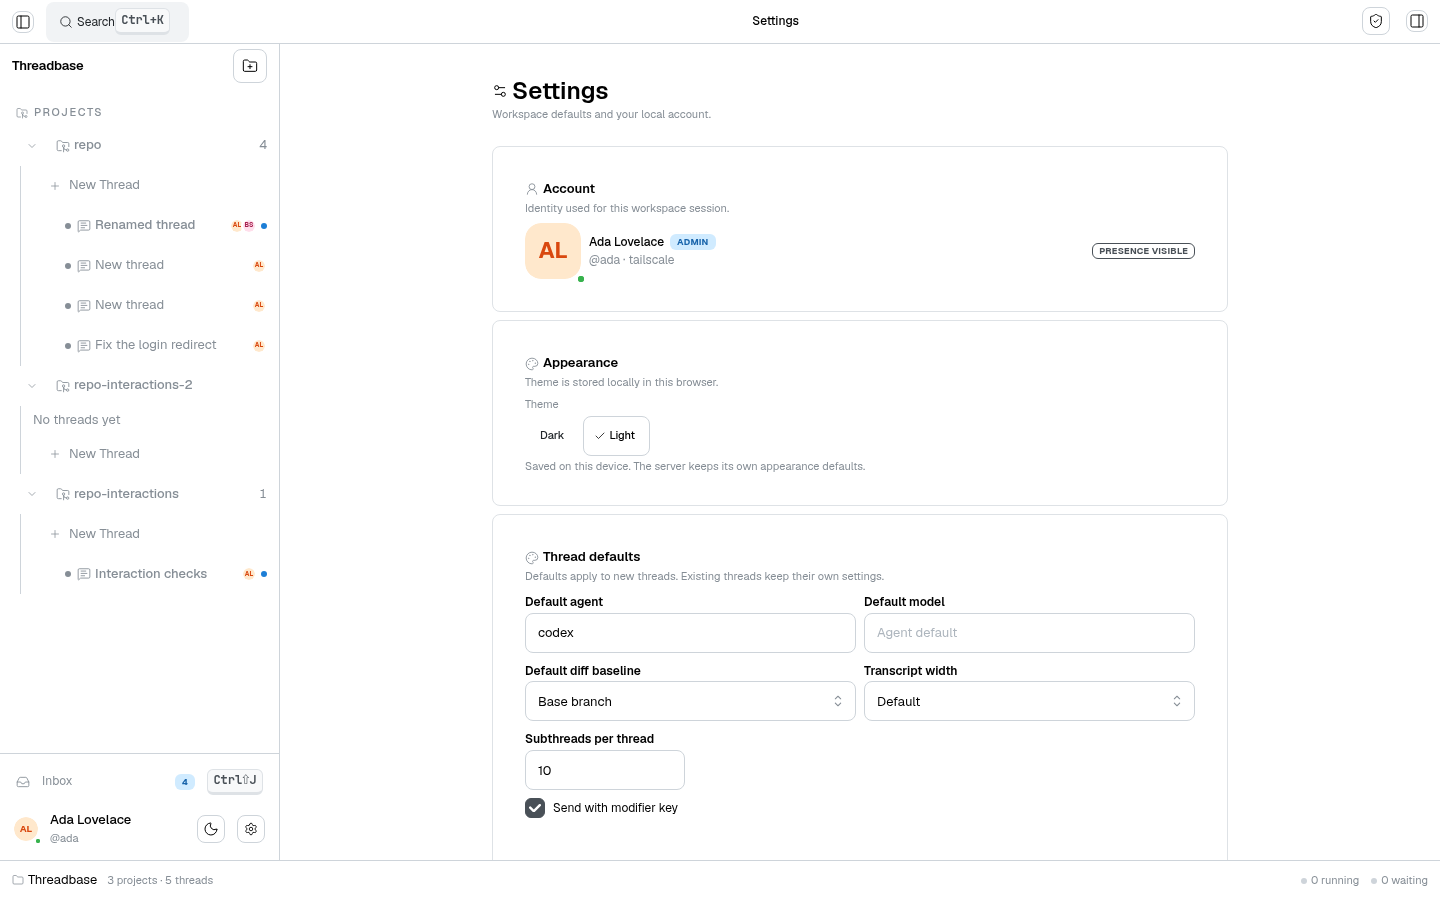 Search Ctrl+K
Settings
Threadbase
PROJECTS
repo 4
New Thread
Renamed thread AL BS
New thread AL
New thread AL
Fix the login redirect AL
repo-interactions-2
No threads yet
New Thread
repo-interactions 1
New Thread
Interaction checks AL
Inbox 4 Ctrl⇧J
AL Ada Lovelace
@ada
Settings
Workspace defaults and your local account.
Account
Identity used for this workspace session.
AL
Ada Lovelace ADMIN
@ada · tailscale
PRESENCE VISIBLE
Appearance
Theme is stored locally in this browser.
Theme
Dark Light
Saved on this device. The server keeps its own appearance defaults.
Thread defaults
Defaults apply to new threads. Existing threads keep their own settings.
Default agent Default model
codex Agent default
Default diff baseline Transcript width
Base branch Default
Subthreads per thread
10
Send with modifier key
Threadbase 3 projects · 5 threads 0 running 0 waiting